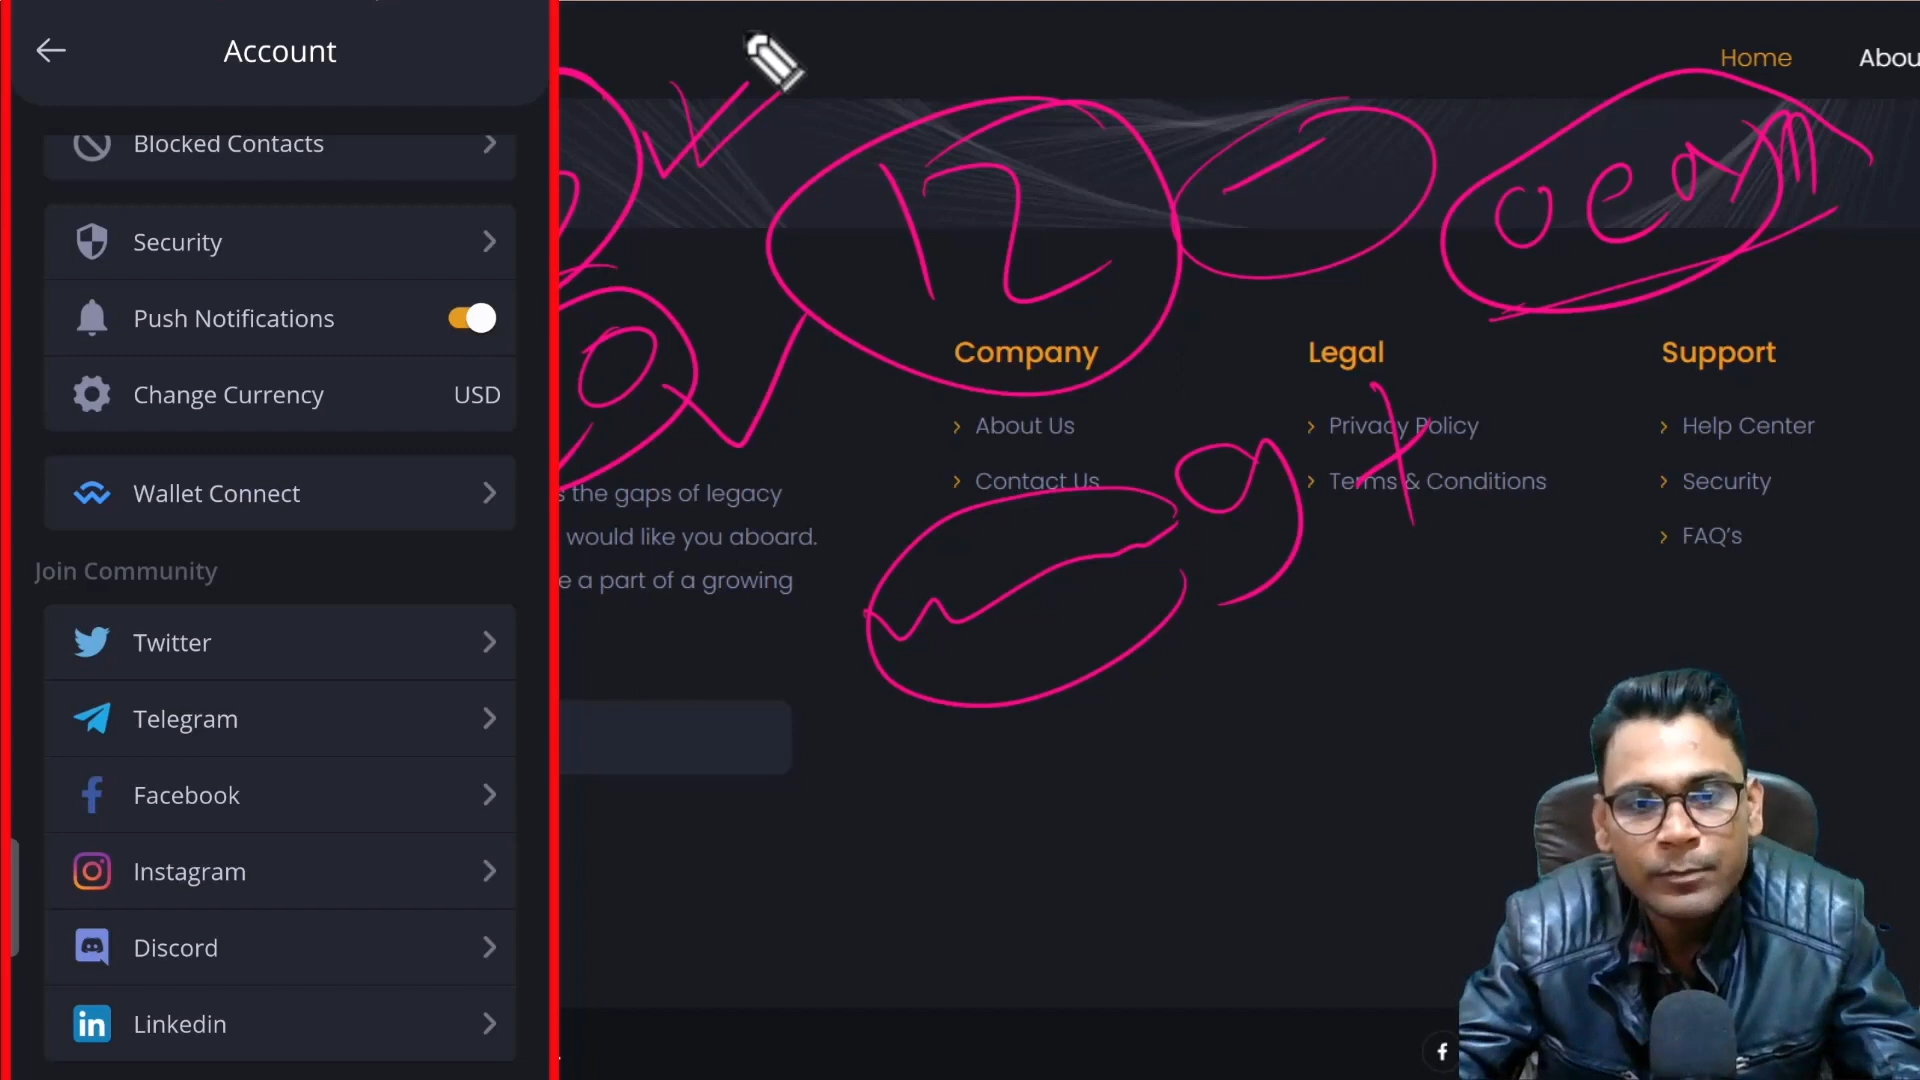 Account
Blocked Contacts
Security
Push Notifications
Change Currency USD
Wallet Connect
Join Community
Twitter
Telegram
Facebook
Instagram
Discord
Linkedin
Home
12
Company
About Us
Contact Us
Legal
Privacy Policy
Terms & Conditions
Support
Help Center
Security
FAQ's
the gaps of legacy
would like you aboard.
a part of a growing